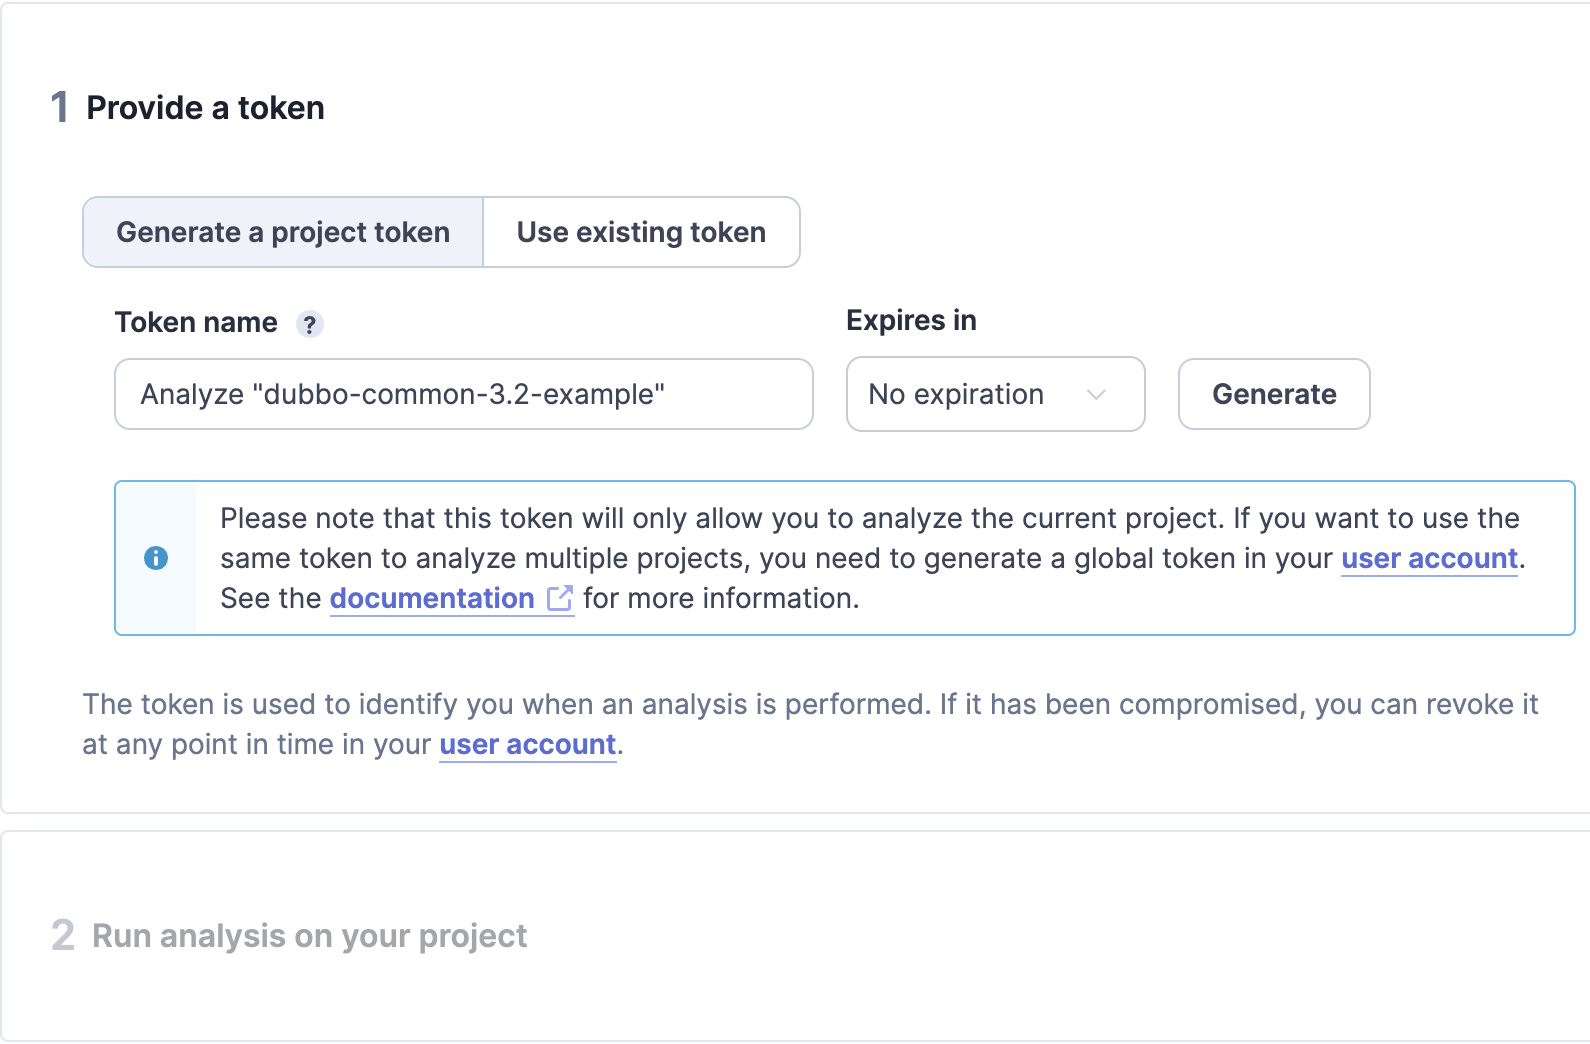 1 Provide a token
Generate a project token Use existing token
Token name ? Expires in
Analyze "dubbo-common-3.2-example" No expiration Generate
Please note that this token will only allow you to analyze the current project. If you want to use the
same token to analyze multiple projects, you need to generate a global token in your user account.
See the documentation for more information.
The token is used to identify you when an analysis is performed. If it has been compromised, you can revoke it
at any point in time in your user account.
2 Run analysis on your project